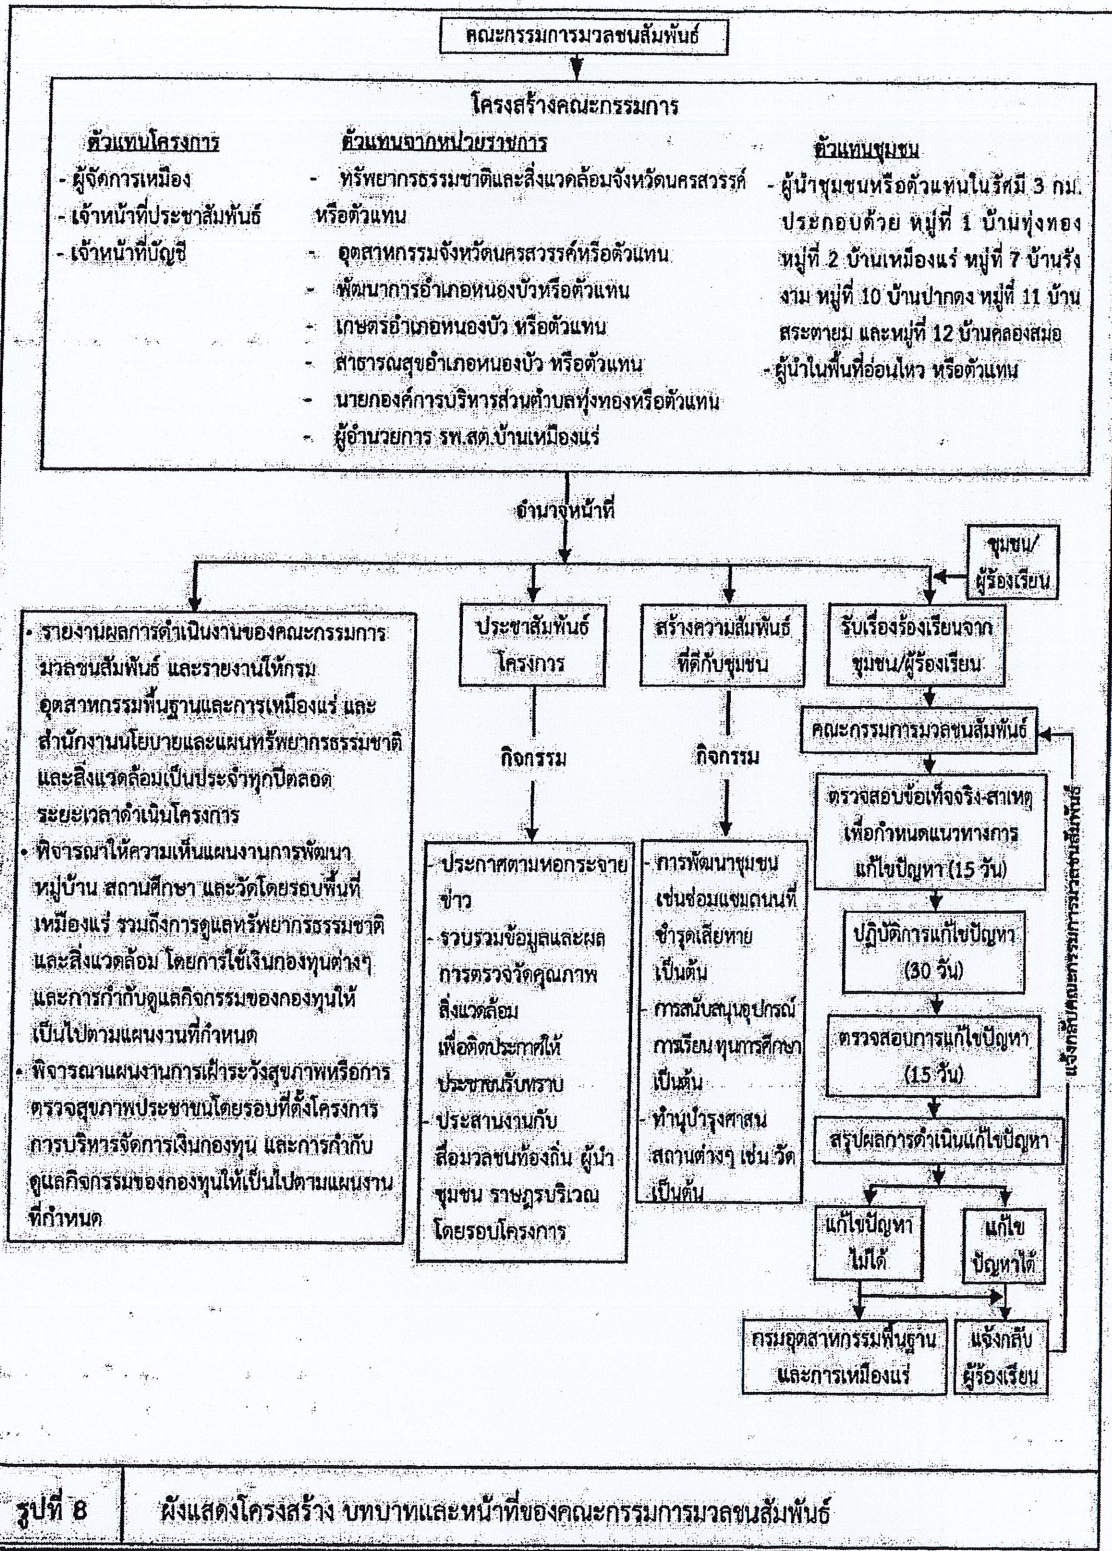 คณะกรรมการมวลชนสัมพันธ์
โครงสร้างคณะกรรมการ
ตัวแทนโครงการ
- ผู้จัดการเหมือง
- เจ้าหน้าที่ประชาสัมพันธ์
- เจ้าหน้าที่บัญชี
ตัวแทนจากหน่วยราชการ
- ทรัพยากรธรรมชาติและสิ่งแวดล้อมจังหวัดนครสวรรค์
หรือตัวแทน
- อุตสาหกรรมจังหวัดนครสวรรค์หรือตัวแทน
- พัฒนาการอำเภอหนองบัวหรือตัวแทน
- เกษตรอำเภอหนองบัว หรือตัวแทน
- สาธารณสุขอำเภอหนองบัว หรือตัวแทน
- นายกองค์การบริหารส่วนตำบลทุ่งทองหรือตัวแทน
- ผู้อำนวยการ รพ.สต.บ้านเหมืองแร่
ตัวแทนชุมชน
- ผู้นำชุมชนหรือตัวแทนในรัศมี 3 กม.
ประกอบด้วย หมู่ที่ 1 บ้านทุ่งทอง
หมู่ที่ 2 บ้านเหมืองแร่ หมู่ที่ 7 บ้านรัง
งาม หมู่ที่ 10 บ้านปากดง หมู่ที่ 11 บ้าน
สระตายม และหมู่ที่ 12 บ้านคลองสมอ
- ผู้นำในพื้นที่อ่อนไหว หรือตัวแทน
อำนาจหน้าที่
ชุมชน/
ผู้ร้องเรียน
• รายงานผลการดำเนินงานของคณะกรรมการ
มวลชนสัมพันธ์ และรายงานให้กรม
อุตสาหกรรมพื้นฐานและการเหมืองแร่ และ
สำนักงานนโยบายและแผนทรัพยากรธรรมชาติ
และสิ่งแวดล้อมเป็นประจำทุกปีตลอด
ระยะเวลาดำเนินโครงการ
• พิจารณาให้ความเห็นแผนงานการพัฒนา
หมู่บ้าน สถานศึกษา และวัดโดยรอบพื้นที่
เหมืองแร่ รวมถึงการดูแลทรัพยากรธรรมชาติ
และสิ่งแวดล้อม โดยการใช้เงินกองทุนต่างๆ
และการกำกับดูแลกิจกรรมของกองทุนให้
เป็นไปตามแผนงานที่กำหนด
• พิจารณาแผนงานการเฝ้าระวังสุขภาพหรือการ
ตรวจสุขภาพประชาชนโดยรอบที่ตั้งโครงการ
การบริหารจัดการเงินกองทุน และการกำกับ
ดูแลกิจกรรมของกองทุนให้เป็นไปตามแผนงาน
ที่กำหนด
ประชาสัมพันธ์
โครงการ
กิจกรรม
- ประกาศตามหอกระจาย
ข่าว
- รวบรวมข้อมูลและผล
การตรวจวัดคุณภาพ
สิ่งแวดล้อม
เพื่อติดประกาศให้
ประชาชนรับทราบ
- ประสานงานกับ
สื่อมวลชนท้องถิ่น ผู้นำ
ชุมชน ราษฎรบริเวณ
โดยรอบโครงการ
สร้างความสัมพันธ์
ที่ดีกับชุมชน
กิจกรรม
- การพัฒนาชุมชน
เช่นซ่อมแซมถนนที่
ชำรุดเสียหาย
เป็นต้น
- การสนับสนุนอุปกรณ์
การเรียน ทุนการศึกษา
เป็นต้น
- ทำนุบำรุงศาสน
สถานต่างๆ เช่น วัด
เป็นต้น
รับเรื่องร้องเรียนจาก
ชุมชน/ผู้ร้องเรียน
คณะกรรมการมวลชนสัมพันธ์
ตรวจสอบข้อเท็จจริง-สาเหตุ
เพื่อกำหนดแนวทางการ
แก้ไขปัญหา (15 วัน)
ปฏิบัติการแก้ไขปัญหา
(30 วัน)
ตรวจสอบการแก้ไขปัญหา
(15 วัน)
สรุปผลการดำเนินแก้ไขปัญหา
แก้ไขปัญหา
ไม่ได้
แก้ไข
ปัญหาได้
กรมอุตสาหกรรมพื้นฐาน
และการเหมืองแร่
แจ้งกลับ
ผู้ร้องเรียน
แจ้งกลับคณะกรรมการมวลชนสัมพันธ์
รูปที่ 8
ผังแสดงโครงสร้าง บทบาทและหน้าที่ของคณะกรรมการมวลชนสัมพันธ์